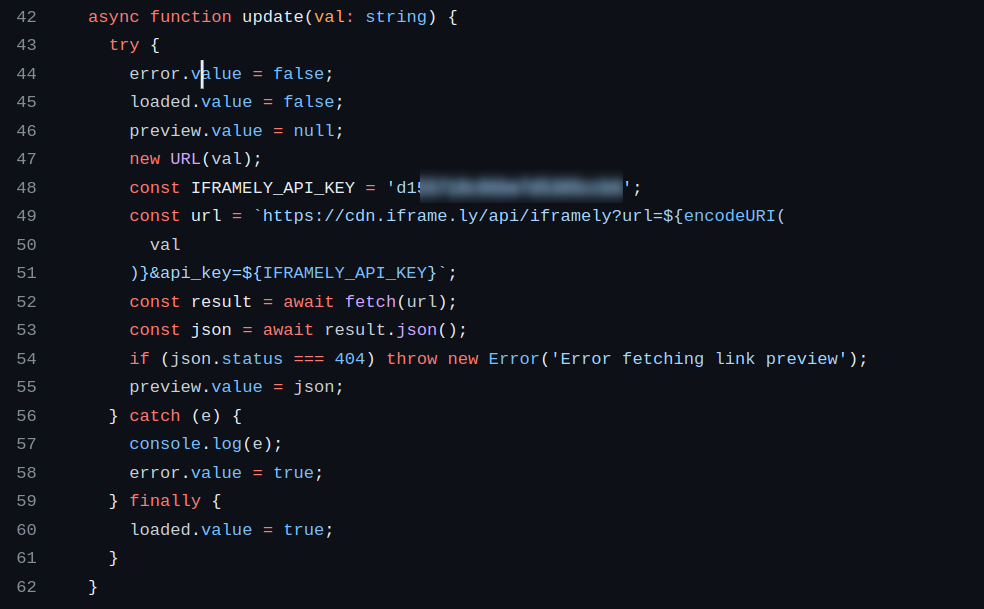 42 async function update(val: string) {
43 try {
44 error.value = false;
45 loaded.value = false;
46 preview.value = null;
47 new URL(val);
48 const IFRAMELY_API_KEY = 'd15';
49 const url = `https://cdn.iframe.ly/api/iframely?url=${encodeURI(
50 val
51 )}&api_key=${IFRAMELY_API_KEY}`;
52 const result = await fetch(url);
53 const json = await result.json();
54 if (json.status === 404) throw new Error('Error fetching link preview');
55 preview.value = json;
56 } catch (e) {
57 console.log(e);
58 error.value = true;
59 } finally {
60 loaded.value = true;
61 }
62 }